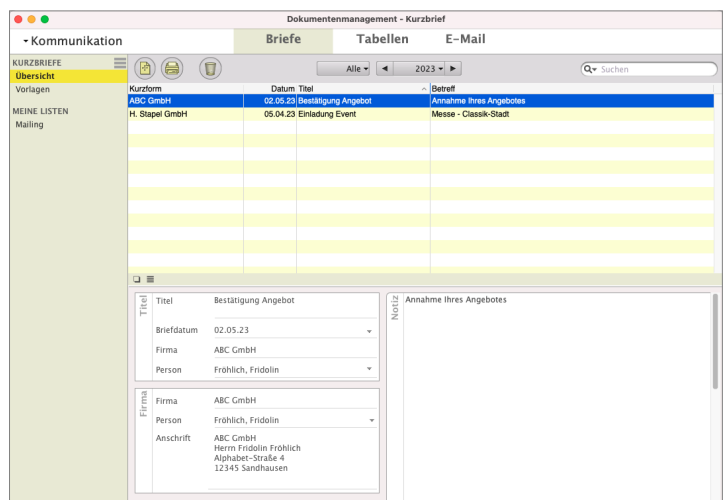 Dokumentenmanagement - Kurzbrief
Kommunikation
Briefe
Tabellen
E-Mail
KURZBRIEFE
Übersicht
Vorlagen
MEINE LISTEN
Mailing
Alle
2023
Suchen
Kurzform Datum Titel Betreff
ABC GmbH 02.05.23 Bestätigung Angebot Annahme Ihres Angebotes
H. Stapel GmbH 05.04.23 Einladung Event Messe - Classik-Stadt
Titel
Titel Bestätigung Angebot
Briefdatum 02.05.23
Firma ABC GmbH
Person Fröhlich, Fridolin
Firma
Firma ABC GmbH
Person Fröhlich, Fridolin
Anschrift ABC GmbH
Herrn Fridolin Fröhlich
Alphabet-Straße 4
12345 Sandhausen
Notiz
Annahme Ihres Angebotes